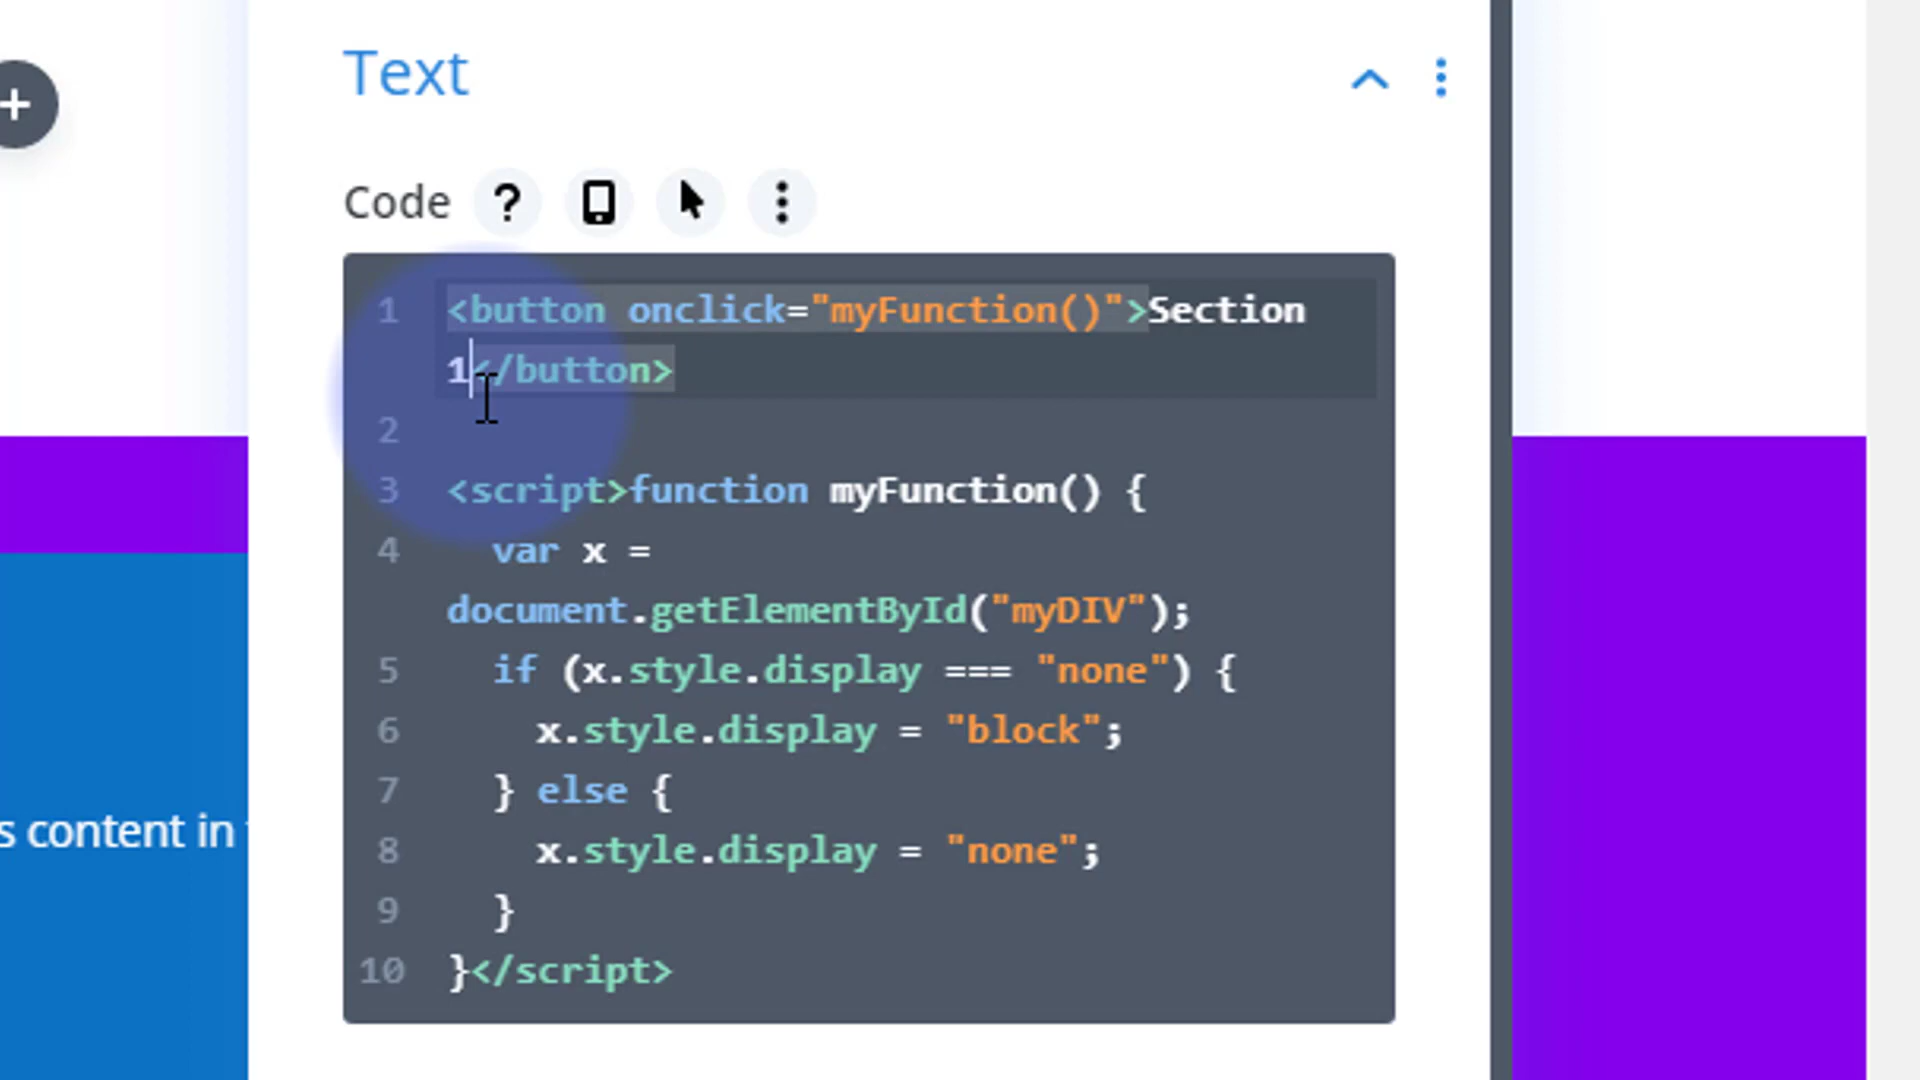 Text
Code ?
1 <button onclick="myFunction()">Section
1</button>
2
3 <script>function myFunction() {
4 var x =
document.getElementById("myDIV");
5 if (x.style.display === "none") {
6 x.style.display = "block";
7 } else {
8 x.style.display = "none";
9 }
10 }</script>
s content in